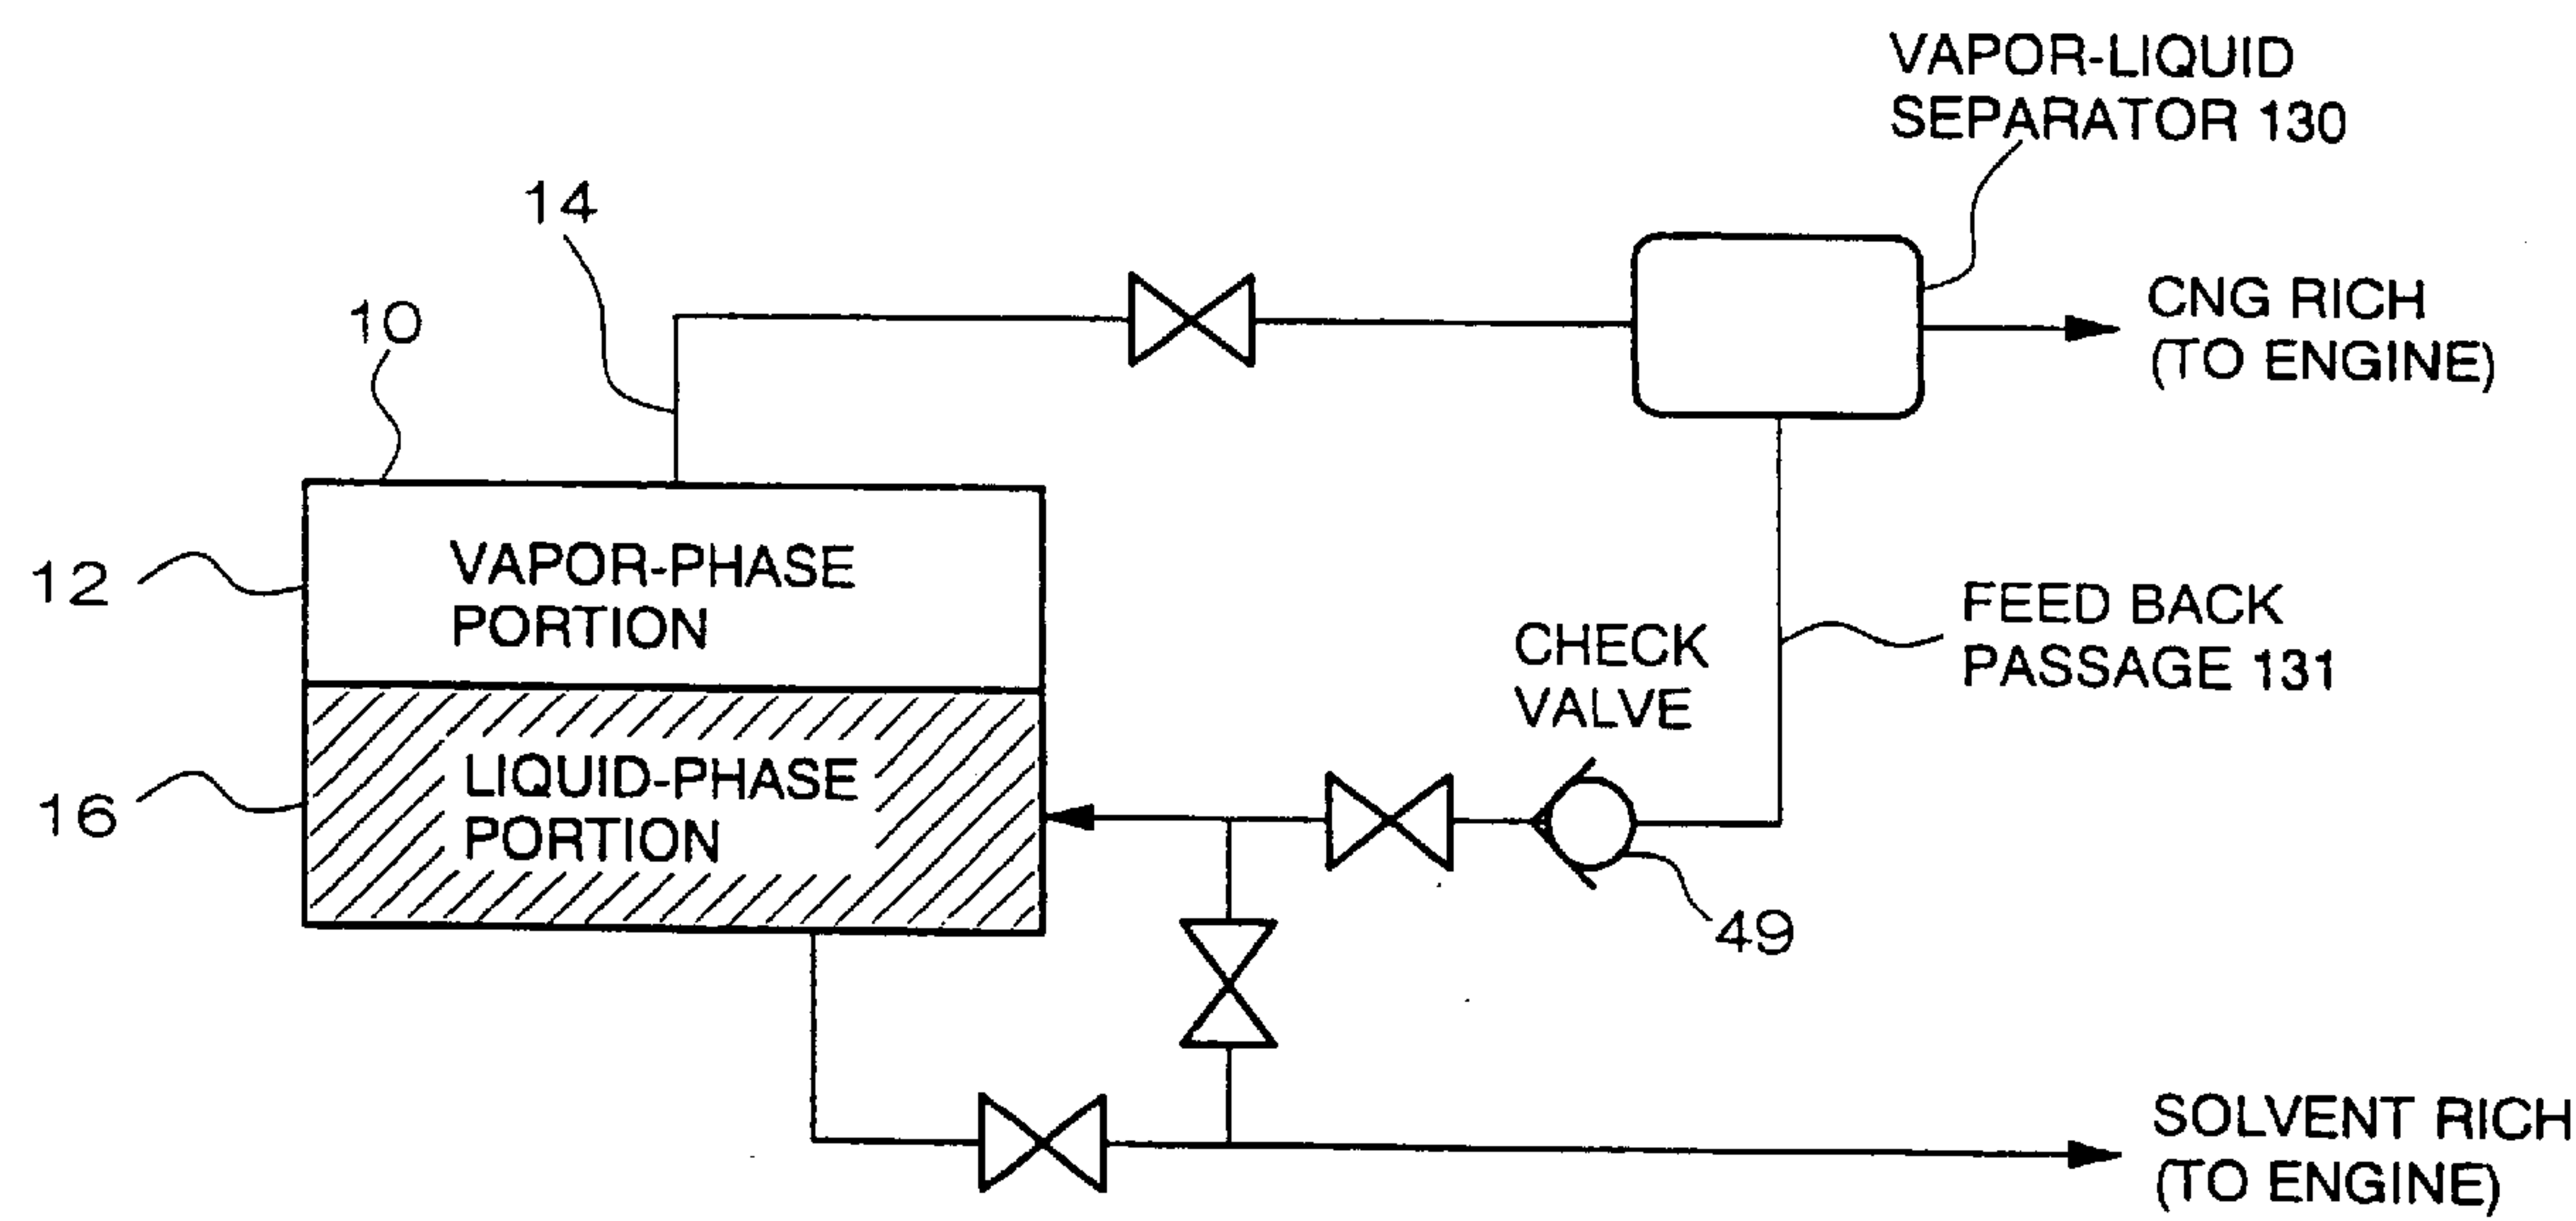 VAPOR-LIQUID
SEPARATOR 130
14
10
CNG RICH
(TO ENGINE)
12
VAPOR-PHASE
PORTION
CHECK
VALVE
FEED BACK
PASSAGE 131
16
LIQUID-PHASE
PORTION
49
SOLVENT RICH
(TO ENGINE)